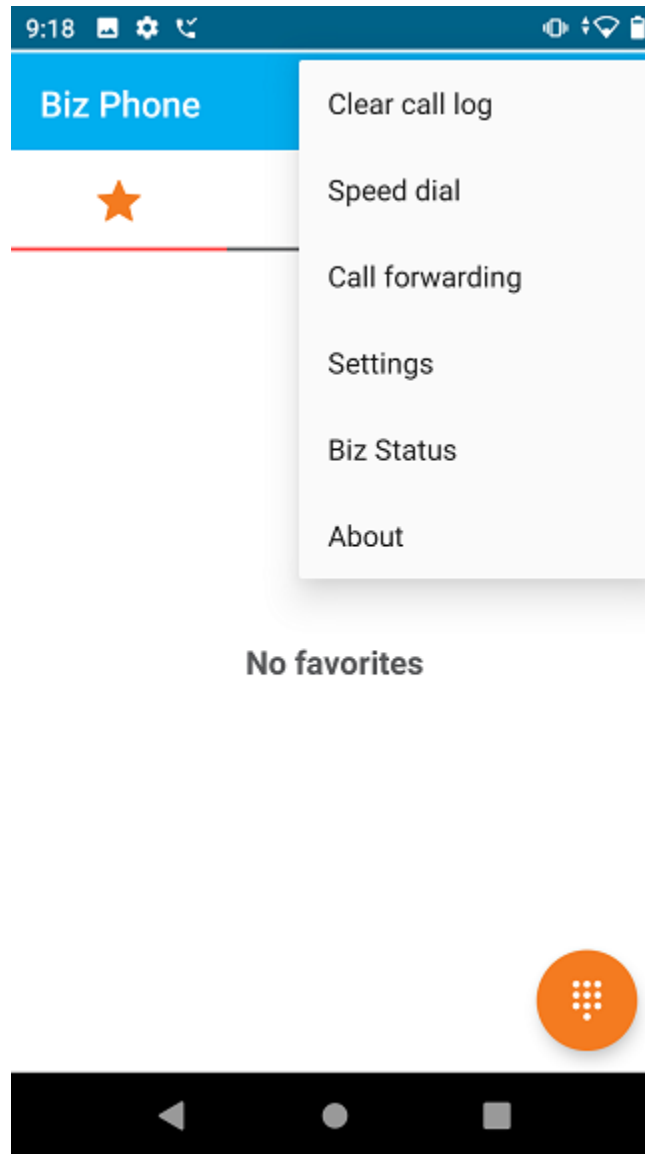 9:18
Biz Phone
Clear call log
Speed dial
Call forwarding
Settings
Biz Status
About
No favorites